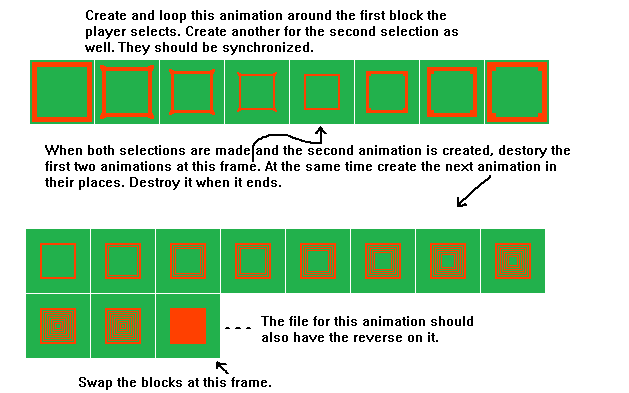 Create and loop this animation around the first block the
player selects. Create another for the second selection as
well. They should be synchronized.
When both selections are made and the second animation is created, destory the
first two animations at this frame. At the same time create the next animation in
their places. Destroy it when it ends.
The file for this animation should
also have the reverse on it.
Swap the blocks at this frame.